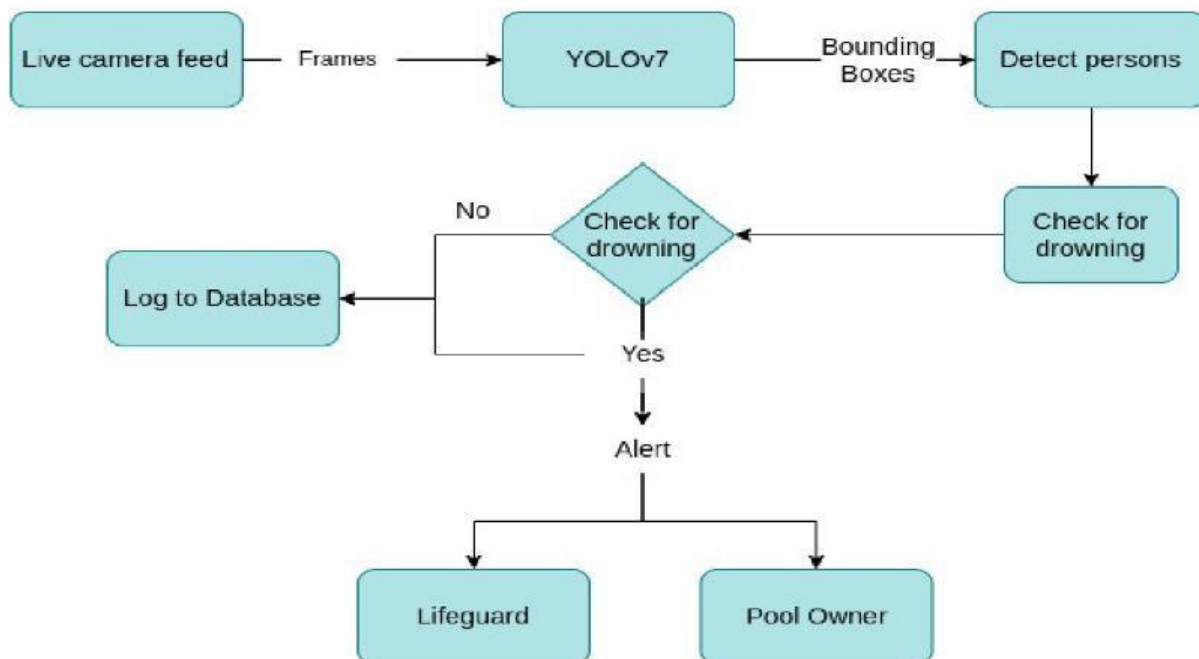 Live camera feed
Frames
YOLOv7
Bounding
Boxes
Detect persons
No
Check for
drowning
Check for
drowning
Log to Database
Yes
Alert
Lifeguard
Pool Owner